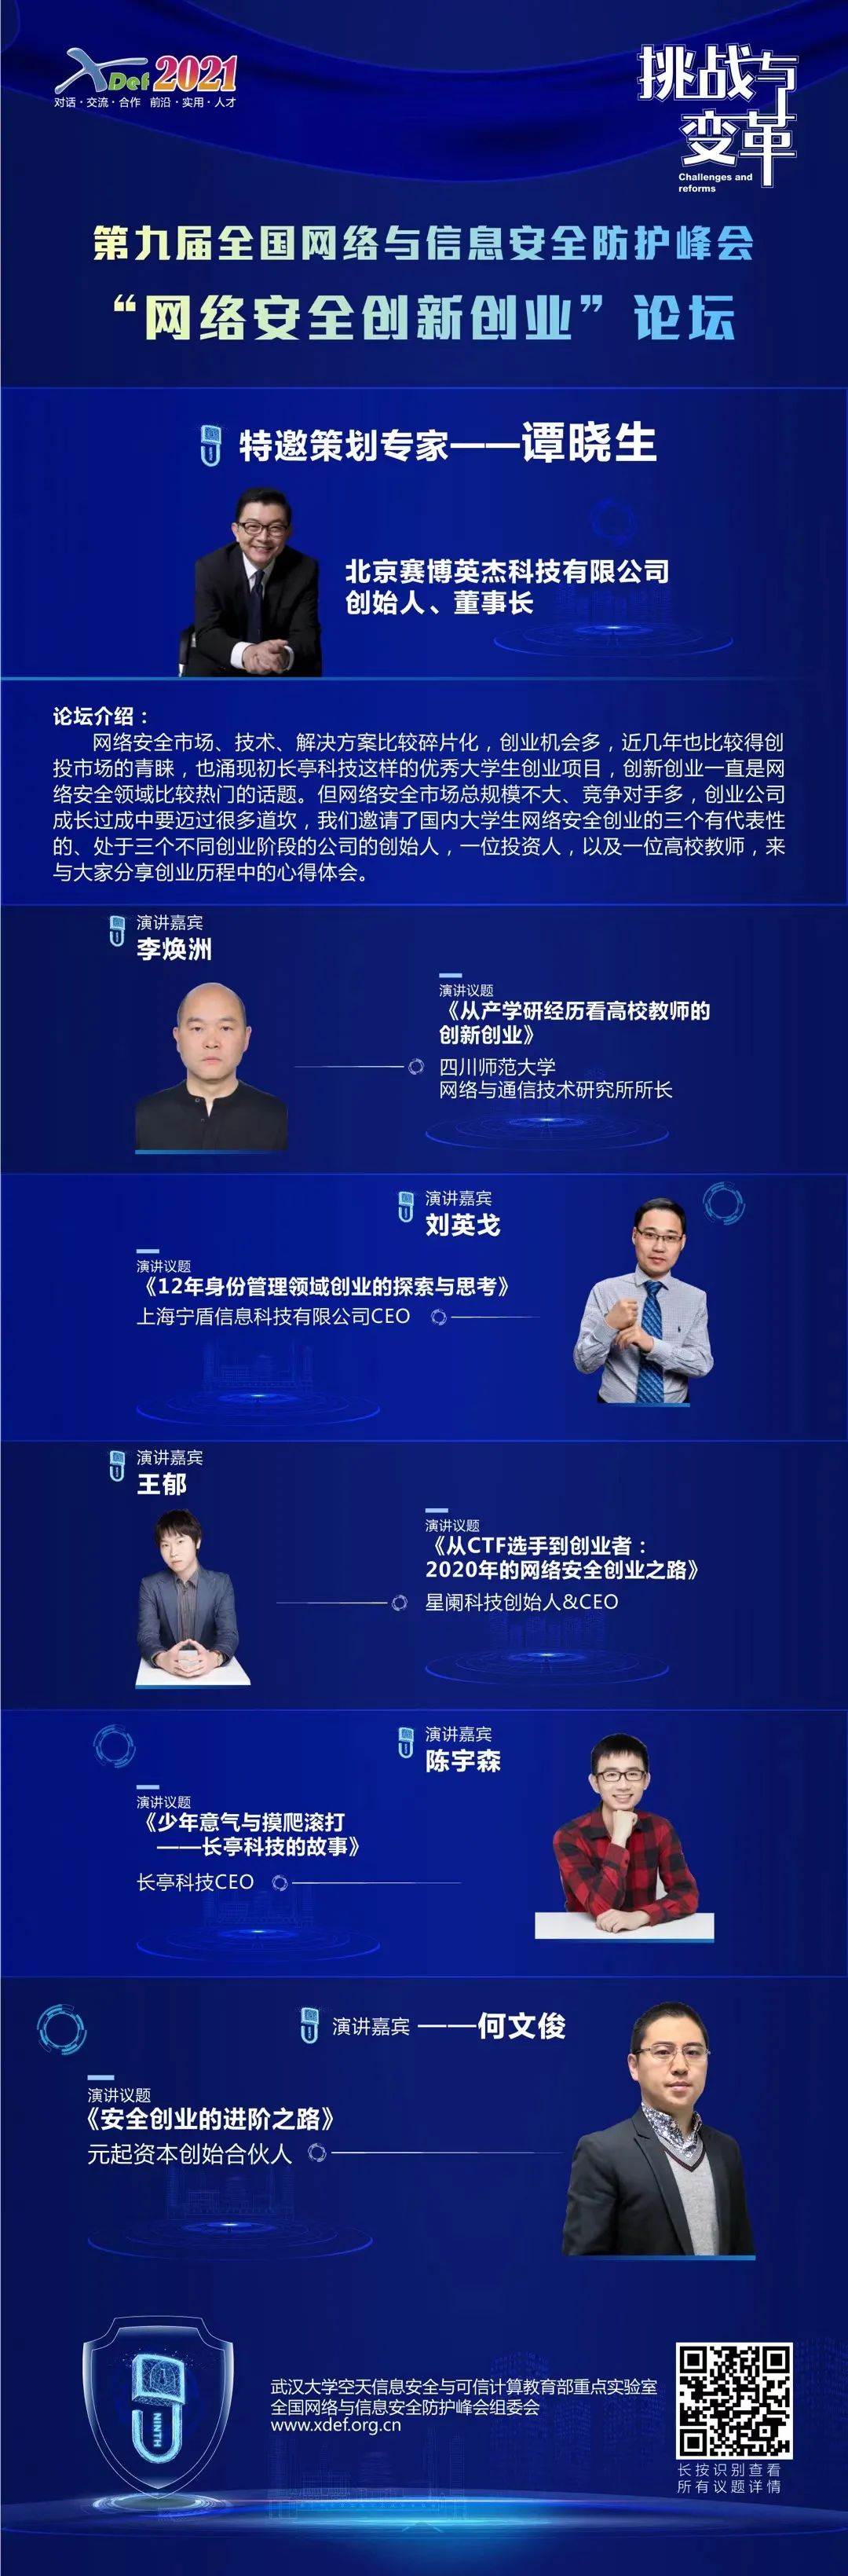 XDef 2021
对话·交流·合作 前沿·实用·人才
挑战与
变革
Challenges and
reforms
第九届全国网络与信息安全防护峰会
“网络安全创新创业”论坛
特邀策划专家——谭晓生
北京赛博英杰科技有限公司
创始人、董事长
论坛介绍：
网络安全市场、技术、解决方案比较碎片化，创业机会多，近几年也比较得创
投市场的青睐，也涌现初长亭科技这样的优秀大学生创业项目，创新创业一直是网
络安全领域比较热门的话题。但网络安全市场总规模不大、竞争对手多，创业公司
成长过成中要迈过很多道坎，我们邀请了国内大学生网络安全创业的三个有代表性
的、处于三个不同创业阶段的公司的创始人，一位投资人，以及一位高校教师，来
与大家分享创业历程中的心得体会。
演讲嘉宾
李焕洲
演讲议题
《从产学研经历看高校教师的
创新创业》
四川师范大学
网络与通信技术研究所所长
演讲嘉宾
刘英戈
演讲议题
《12年身份管理领域创业的探索与思考》
上海宁盾信息科技有限公司CEO
演讲嘉宾
王郁
演讲议题
《从CTF选手到创业者：
2020年的网络安全创业之路》
星阑科技创始人&CEO
演讲嘉宾
陈宇森
演讲议题
《少年意气与摸爬滚打
——长亭科技的故事》
长亭科技CEO
演讲嘉宾——何文俊
演讲议题
《安全创业的进阶之路》
元起资本创始合伙人
NINTH
武汉大学空天信息安全与可信计算教育部重点实验室
全国网络与信息安全防护峰会组委会
www.xdef.org.cn
长按识别查看
所有议题详情